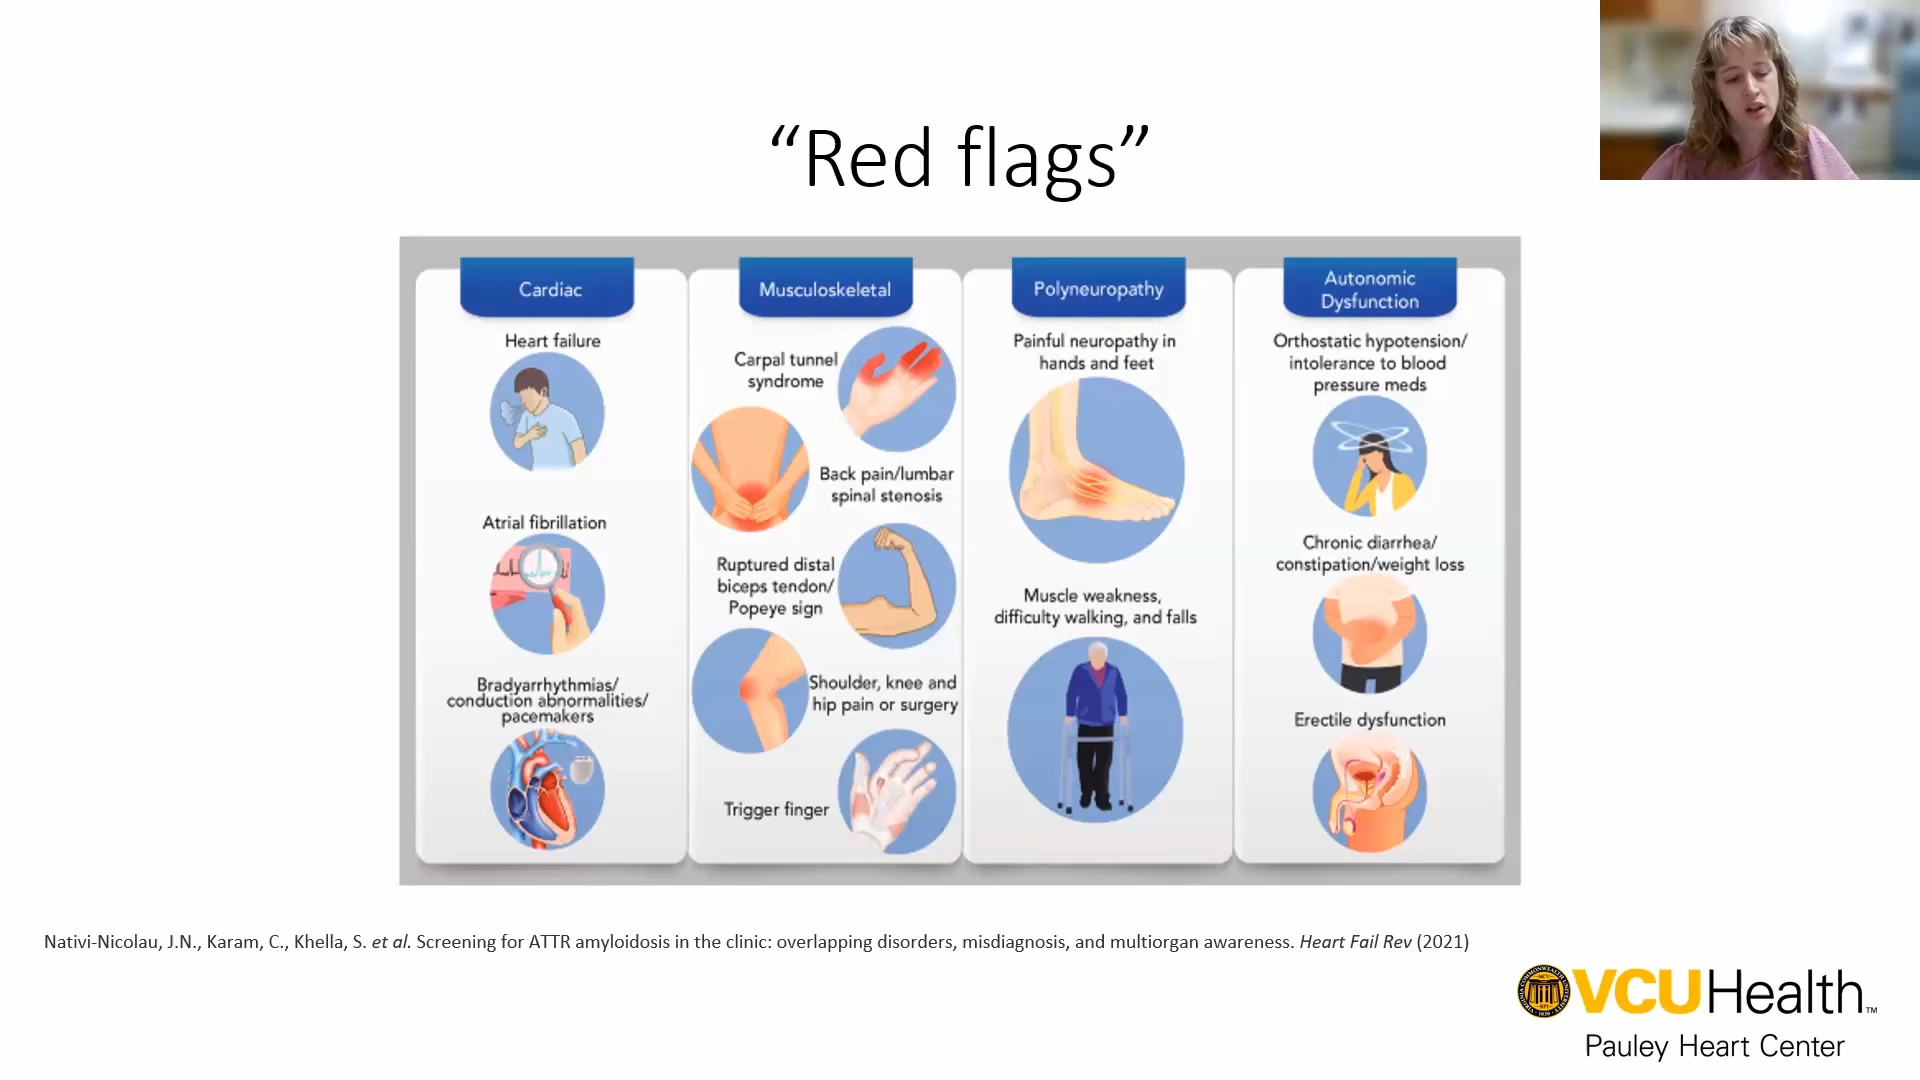 “Red flags”
Cardiac
Heart failure
Atrial fibrillation
Bradyarrhythmias/
conduction abnormalities/
pacemakers
Musculoskeletal
Carpal tunnel
syndrome
Back pain/lumbar
spinal stenosis
Ruptured distal
biceps tendon/
Popeye sign
Shoulder, knee and
hip pain or surgery
Trigger finger
Polyneuropathy
Painful neuropathy in
hands and feet
Muscle weakness,
difficulty walking, and falls
Autonomic
Dysfunction
Orthostatic hypotension/
intolerance to blood
pressure meds
Chronic diarrhea/
constipation/weight loss
Erectile dysfunction
Nativi-Nicolau, J.N., Karam, C., Khella, S. et al. Screening for ATTR amyloidosis in the clinic: overlapping disorders, misdiagnosis, and multiorgan awareness. Heart Fail Rev (2021)
VCUHealth™
Pauley Heart Center